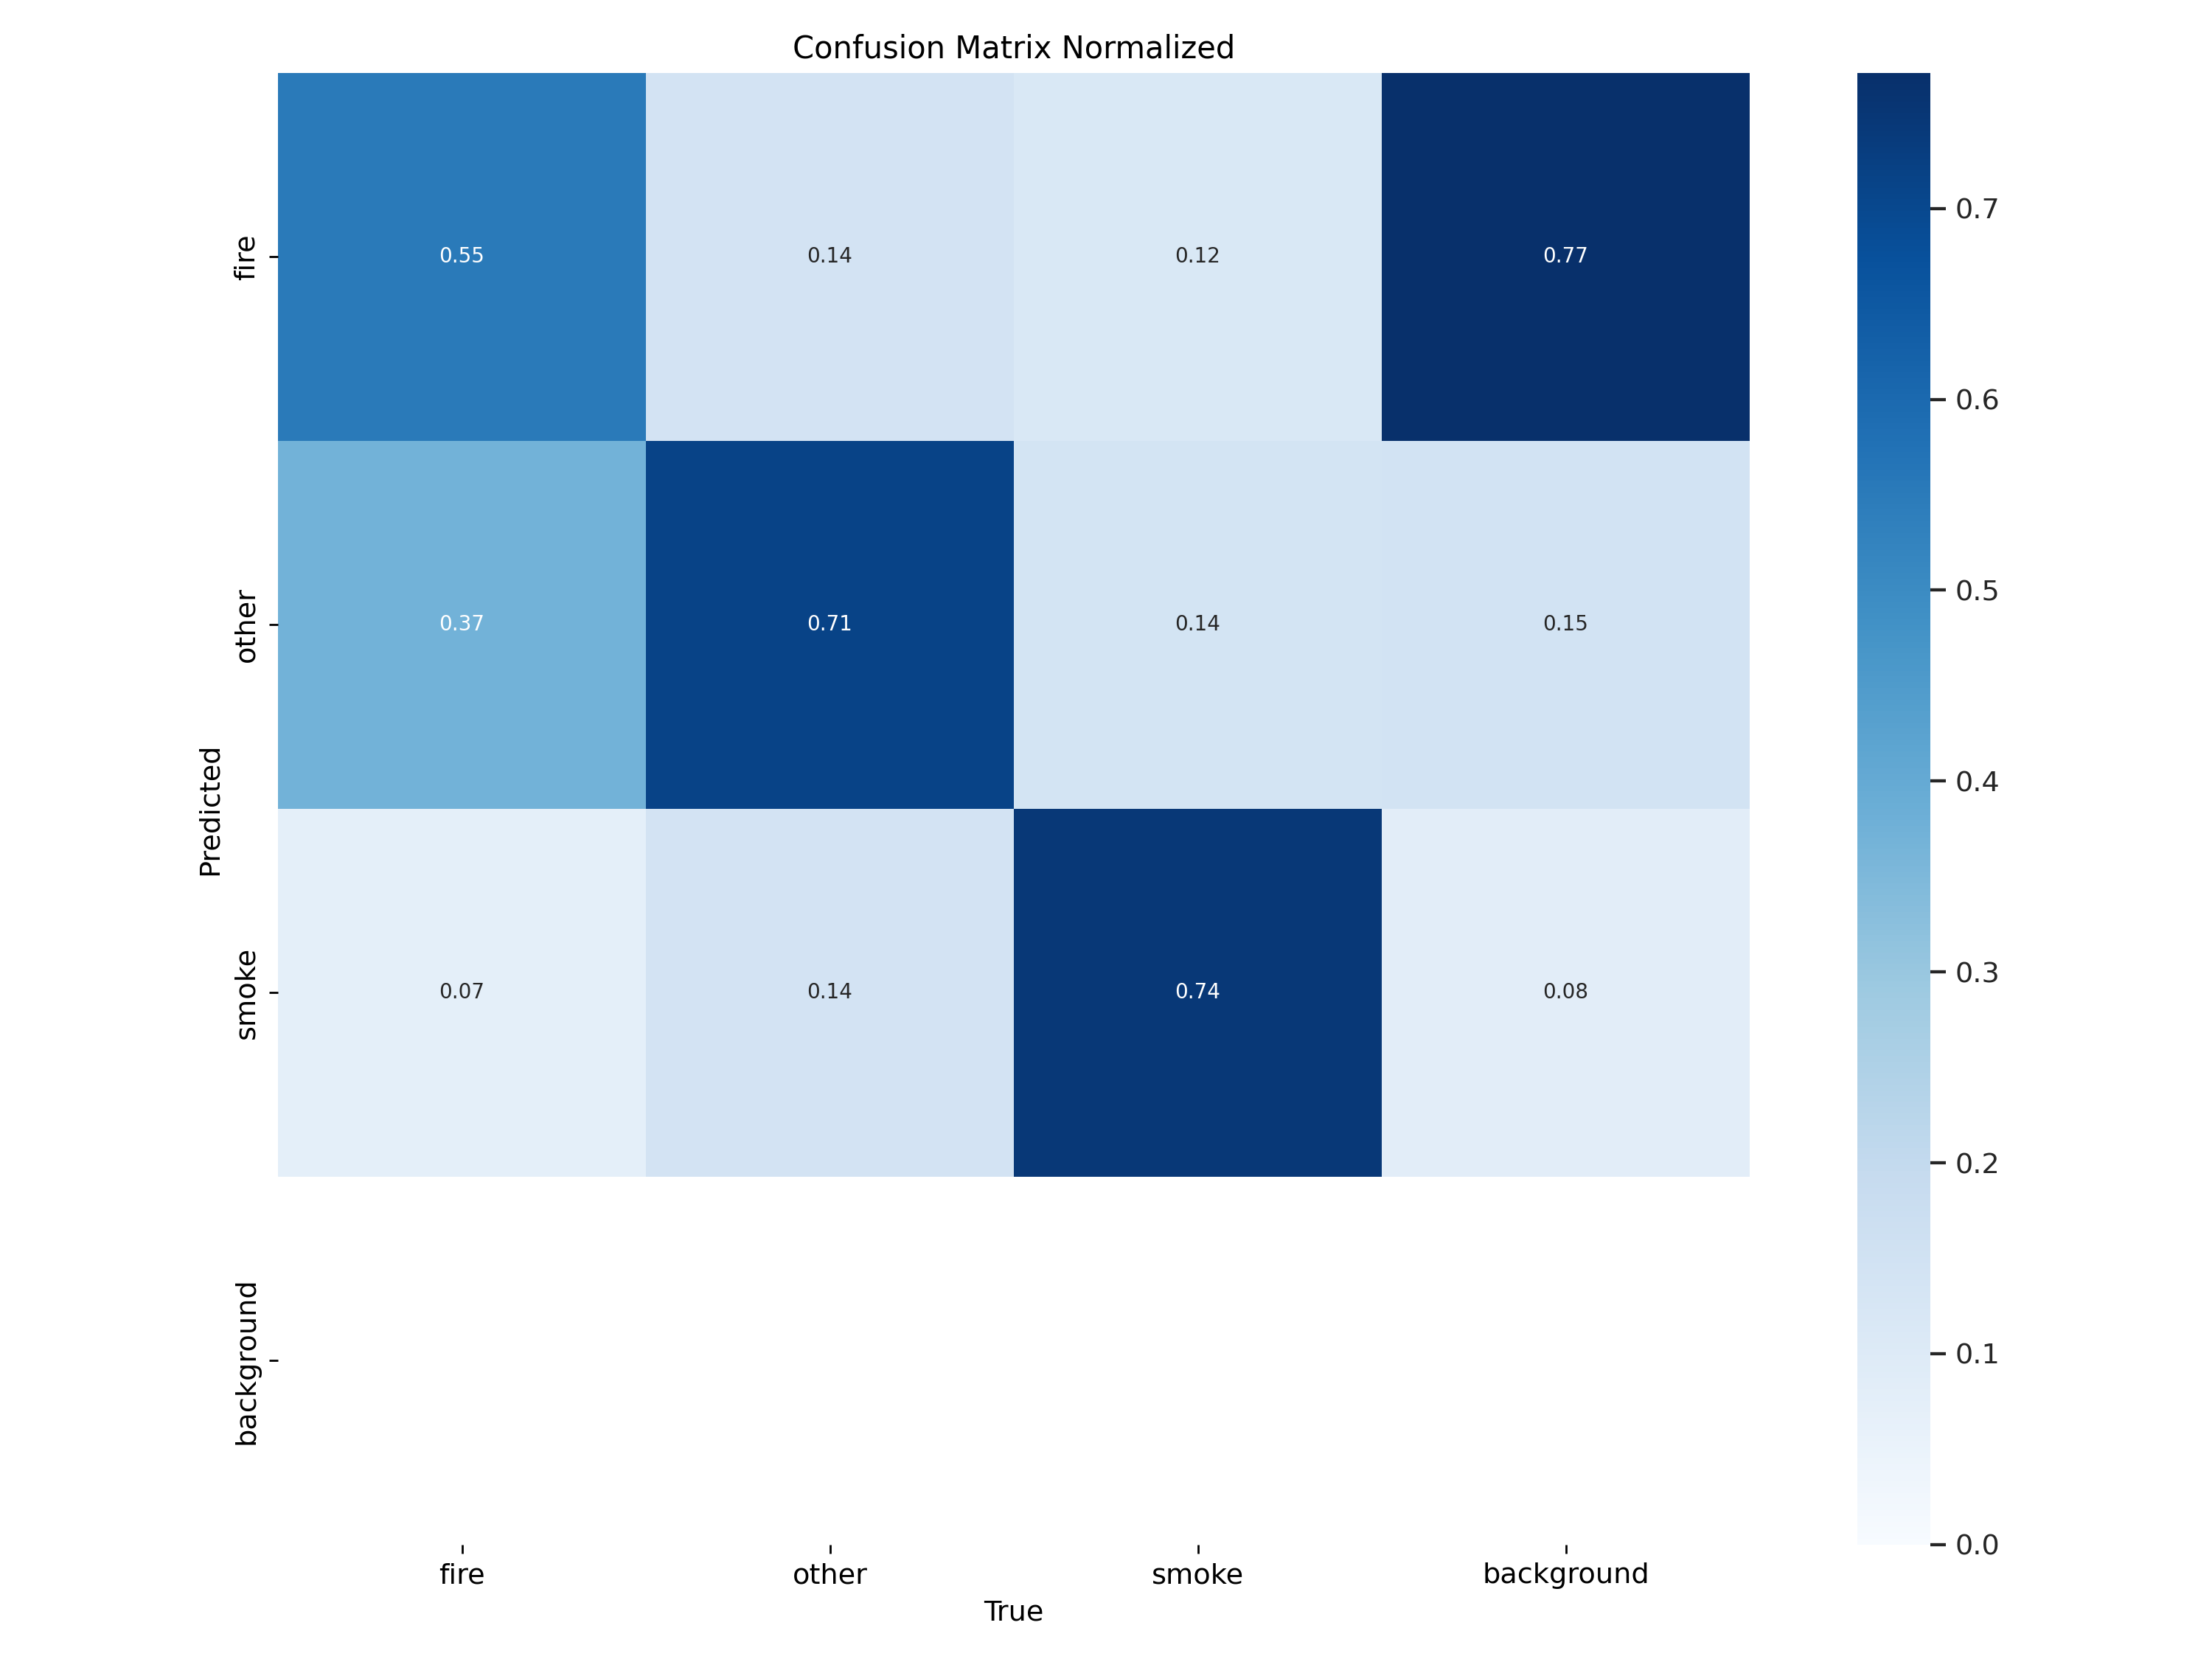 Confusion Matrix Normalized
fire
0.55
0.14
0.12
0.77
other
0.37
0.71
0.14
0.15
smoke
0.07
0.14
0.74
0.08
background
Predicted
fire
other
smoke
background
True
0.7
0.6
0.5
0.4
0.3
0.2
0.1
0.0